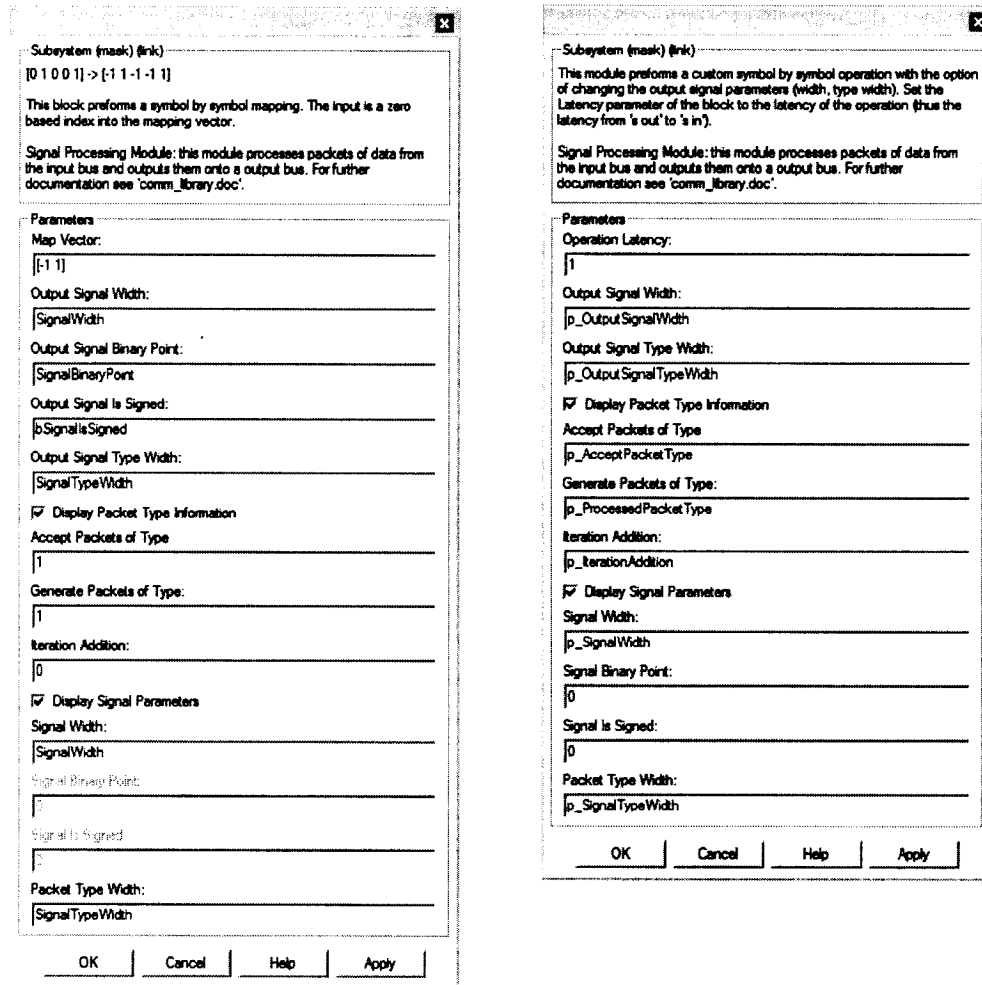 Subsystem (mask) (link)
[0 1 0 0 1] -> [-1 1 -1 -1 1]
This block preforms a symbol by symbol mapping. The input is a zero
based index into the mapping vector.
Signal Processing Module: this module processes packets of data from
the input bus and outputs them onto a output bus. For further
documentation see 'comm_library.doc'.
Parameters
Map Vector:
[-1 1]
Output Signal Width:
SignalWidth
Output Signal Binary Point:
SignalBinaryPoint
Output Signal Is Signed:
bSignalIsSigned
Output Signal Type Width:
SignalTypeWidth
Display Packet Type Information
Accept Packets of Type
1
Generate Packets of Type:
1
Iteration Addition:
0
Display Signal Parameters
Signal Width:
SignalWidth
Signal Binary Point:
0
Signal Is Signed:
0
Packet Type Width:
SignalTypeWidth
OK Cancel Help Apply
Subsystem (mask) (link)
This module preforms a custom symbol by symbol operation with the option
of changing the output signal parameters (width, type width). Set the
Latency parameter of the block to the latency of the operation (thus the
latency from 's out' to 's in').
Signal Processing Module: this module processes packets of data from
the input bus and outputs them onto a output bus. For further
documentation see 'comm_library.doc'.
Parameters
Operation Latency:
1
Output Signal Width:
p_OutputSignalWidth
Output Signal Type Width:
p_OutputSignalTypeWidth
Display Packet Type Information
Accept Packets of Type
p_AcceptPacketType
Generate Packets of Type:
p_ProcessedPacketType
Iteration Addition:
p_IterationAddition
Display Signal Parameters
Signal Width:
p_SignalWidth
Signal Binary Point:
0
Signal Is Signed:
0
Packet Type Width:
p_SignalTypeWidth
OK Cancel Help Apply